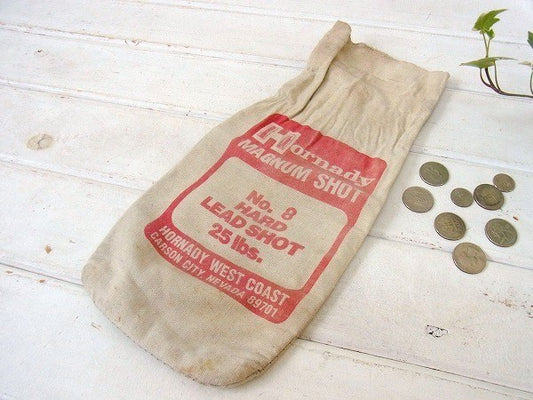 Hornady
MAGNUM SHOT
No. 8
HARD
LEAD SHOT
25 lbs.
HORNADY WEST COAST
CARSON CITY, NEVADA 89701